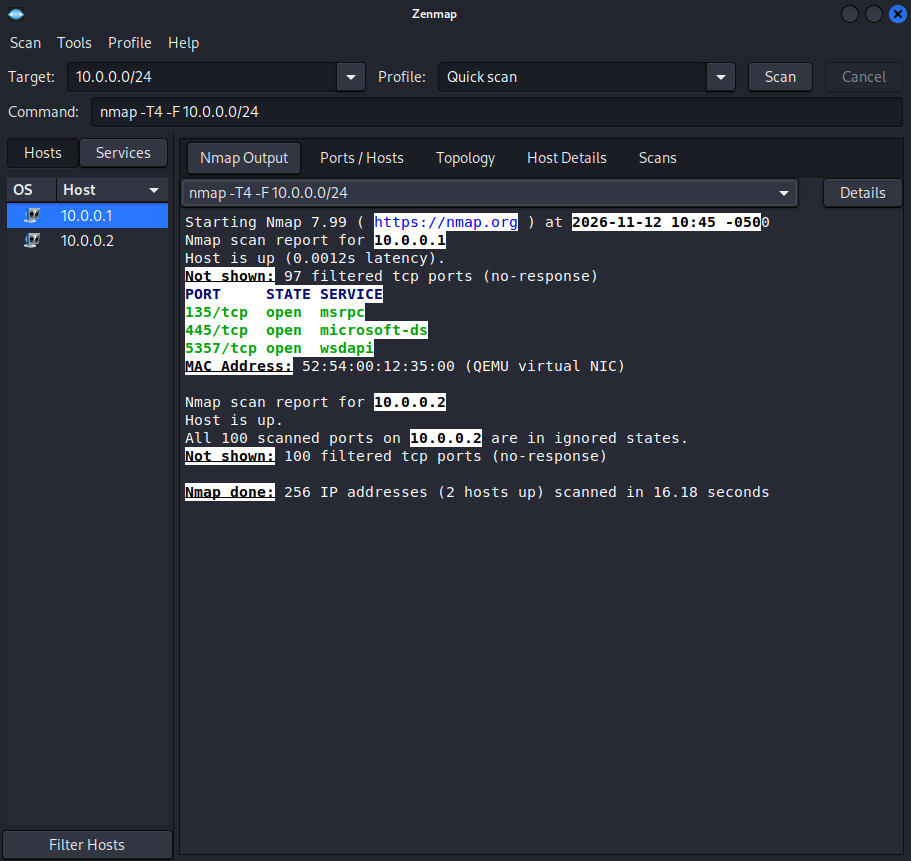 Zenmap
Scan Tools Profile Help
Target: 10.0.0.0/24 Profile: Quick scan Scan Cancel
Command: nmap -T4 -F 10.0.0.0/24
Hosts Services
OS Host
10.0.0.1
10.0.0.2
Filter Hosts
Nmap Output Ports / Hosts Topology Host Details Scans
nmap -T4 -F 10.0.0.0/24 Details
Starting Nmap 7.99 ( https://nmap.org ) at 2026-11-12 10:45 -0500
Nmap scan report for 10.0.0.1
Host is up (0.0012s latency).
Not shown: 97 filtered tcp ports (no-response)
PORT     STATE SERVICE
135/tcp  open  msrpc
445/tcp  open  microsoft-ds
5357/tcp open  wsdapi
MAC Address: 52:54:00:12:35:00 (QEMU virtual NIC)
Nmap scan report for 10.0.0.2
Host is up.
All 100 scanned ports on 10.0.0.2 are in ignored states.
Not shown: 100 filtered tcp ports (no-response)
Nmap done: 256 IP addresses (2 hosts up) scanned in 16.18 seconds